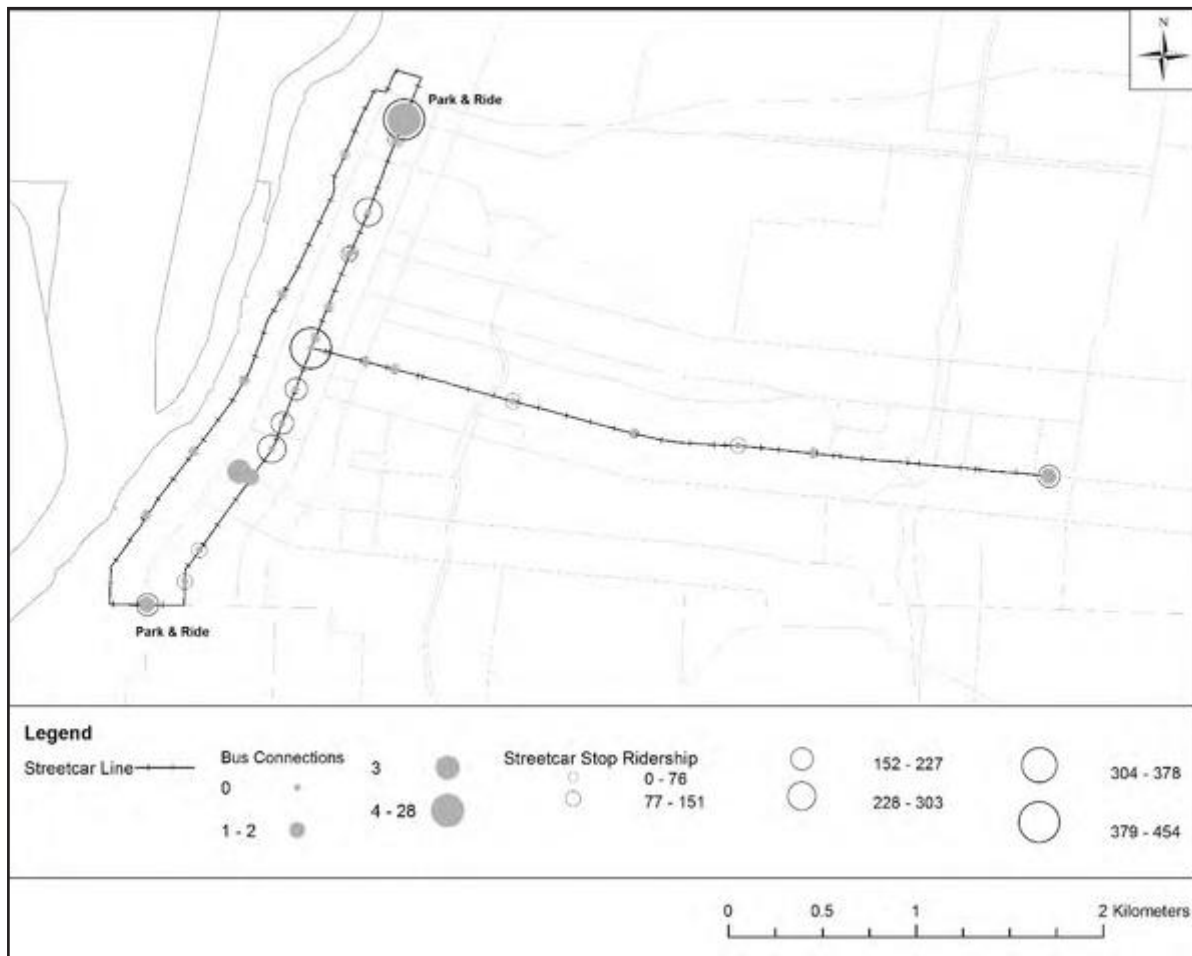 N
Park & Ride
Park & Ride
Legend
Streetcar Line
Bus Connections
0
1 - 2
3
4 - 28
Streetcar Stop Ridership
0 - 76
77 - 151
152 - 227
228 - 303
304 - 378
379 - 454
0 0.5 1 2 Kilometers